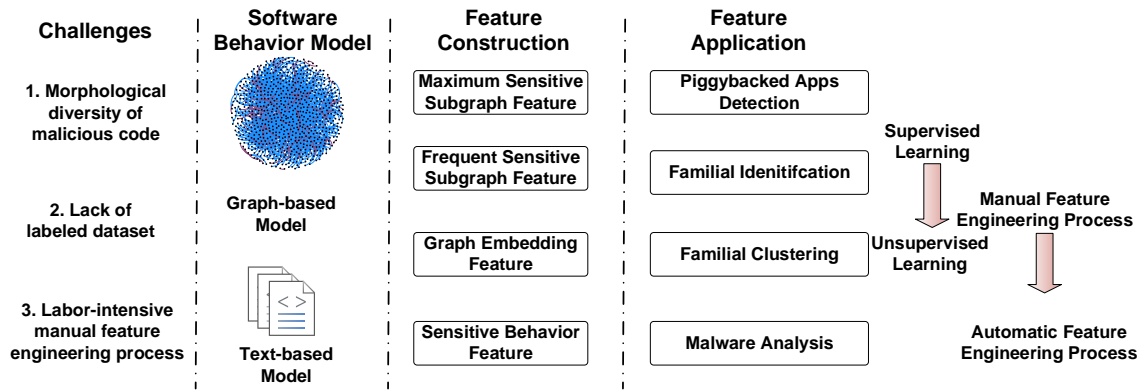 Challenges
1. Morphological
diversity of
malicious code
2. Lack of
labeled dataset
3. Labor-intensive
manual feature
engineering process
Software
Behavior Model
Graph-based
Model
< >
Text-based
Model
Feature
Construction
Maximum Sensitive
Subgraph Feature
Frequent Sensitive
Subgraph Feature
Graph Embedding
Feature
Sensitive Behavior
Feature
Feature
Application
Piggybacked Apps
Detection
Familial Idenitifcation
Familial Clustering
Malware Analysis
Supervised
Learning
Unsupervised
Learning
Manual Feature
Engineering Process
Automatic Feature
Engineering Process